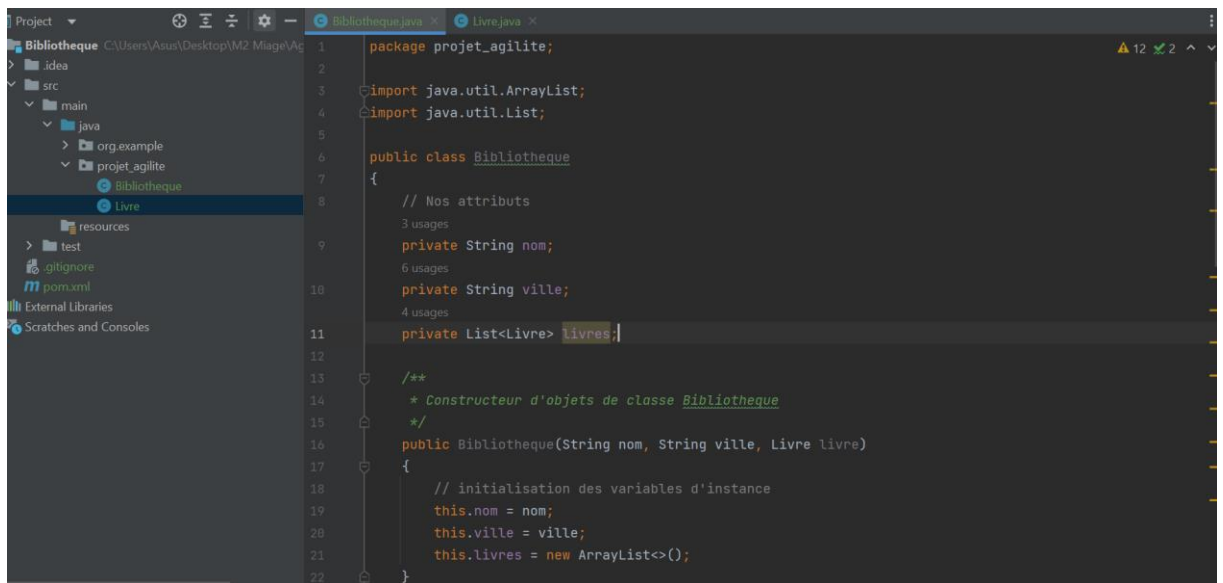 Project
Bibliotheque.java
Livre.java
Bibliotheque C:\Users\Asus\Desktop\M2 Miage\Ag
.idea
src
main
java
org.example
projet_agilite
Bibliotheque
Livre
resources
test
.gitignore
pom.xml
External Libraries
Scratches and Consoles
12 2
1 package projet_agilite;
2
3 import java.util.ArrayList;
4 import java.util.List;
5
6 public class Bibliotheque
7 {
8 // Nos attributs
3 usages
9 private String nom;
6 usages
10 private String ville;
4 usages
11 private List<Livre> livres;
12
13 /**
14 * Constructeur d'objets de classe Bibliotheque
15 */
16 public Bibliotheque(String nom, String ville, Livre livre)
17 {
18 // initialisation des variables d'instance
19 this.nom = nom;
20 this.ville = ville;
21 this.livres = new ArrayList<>();
22 }